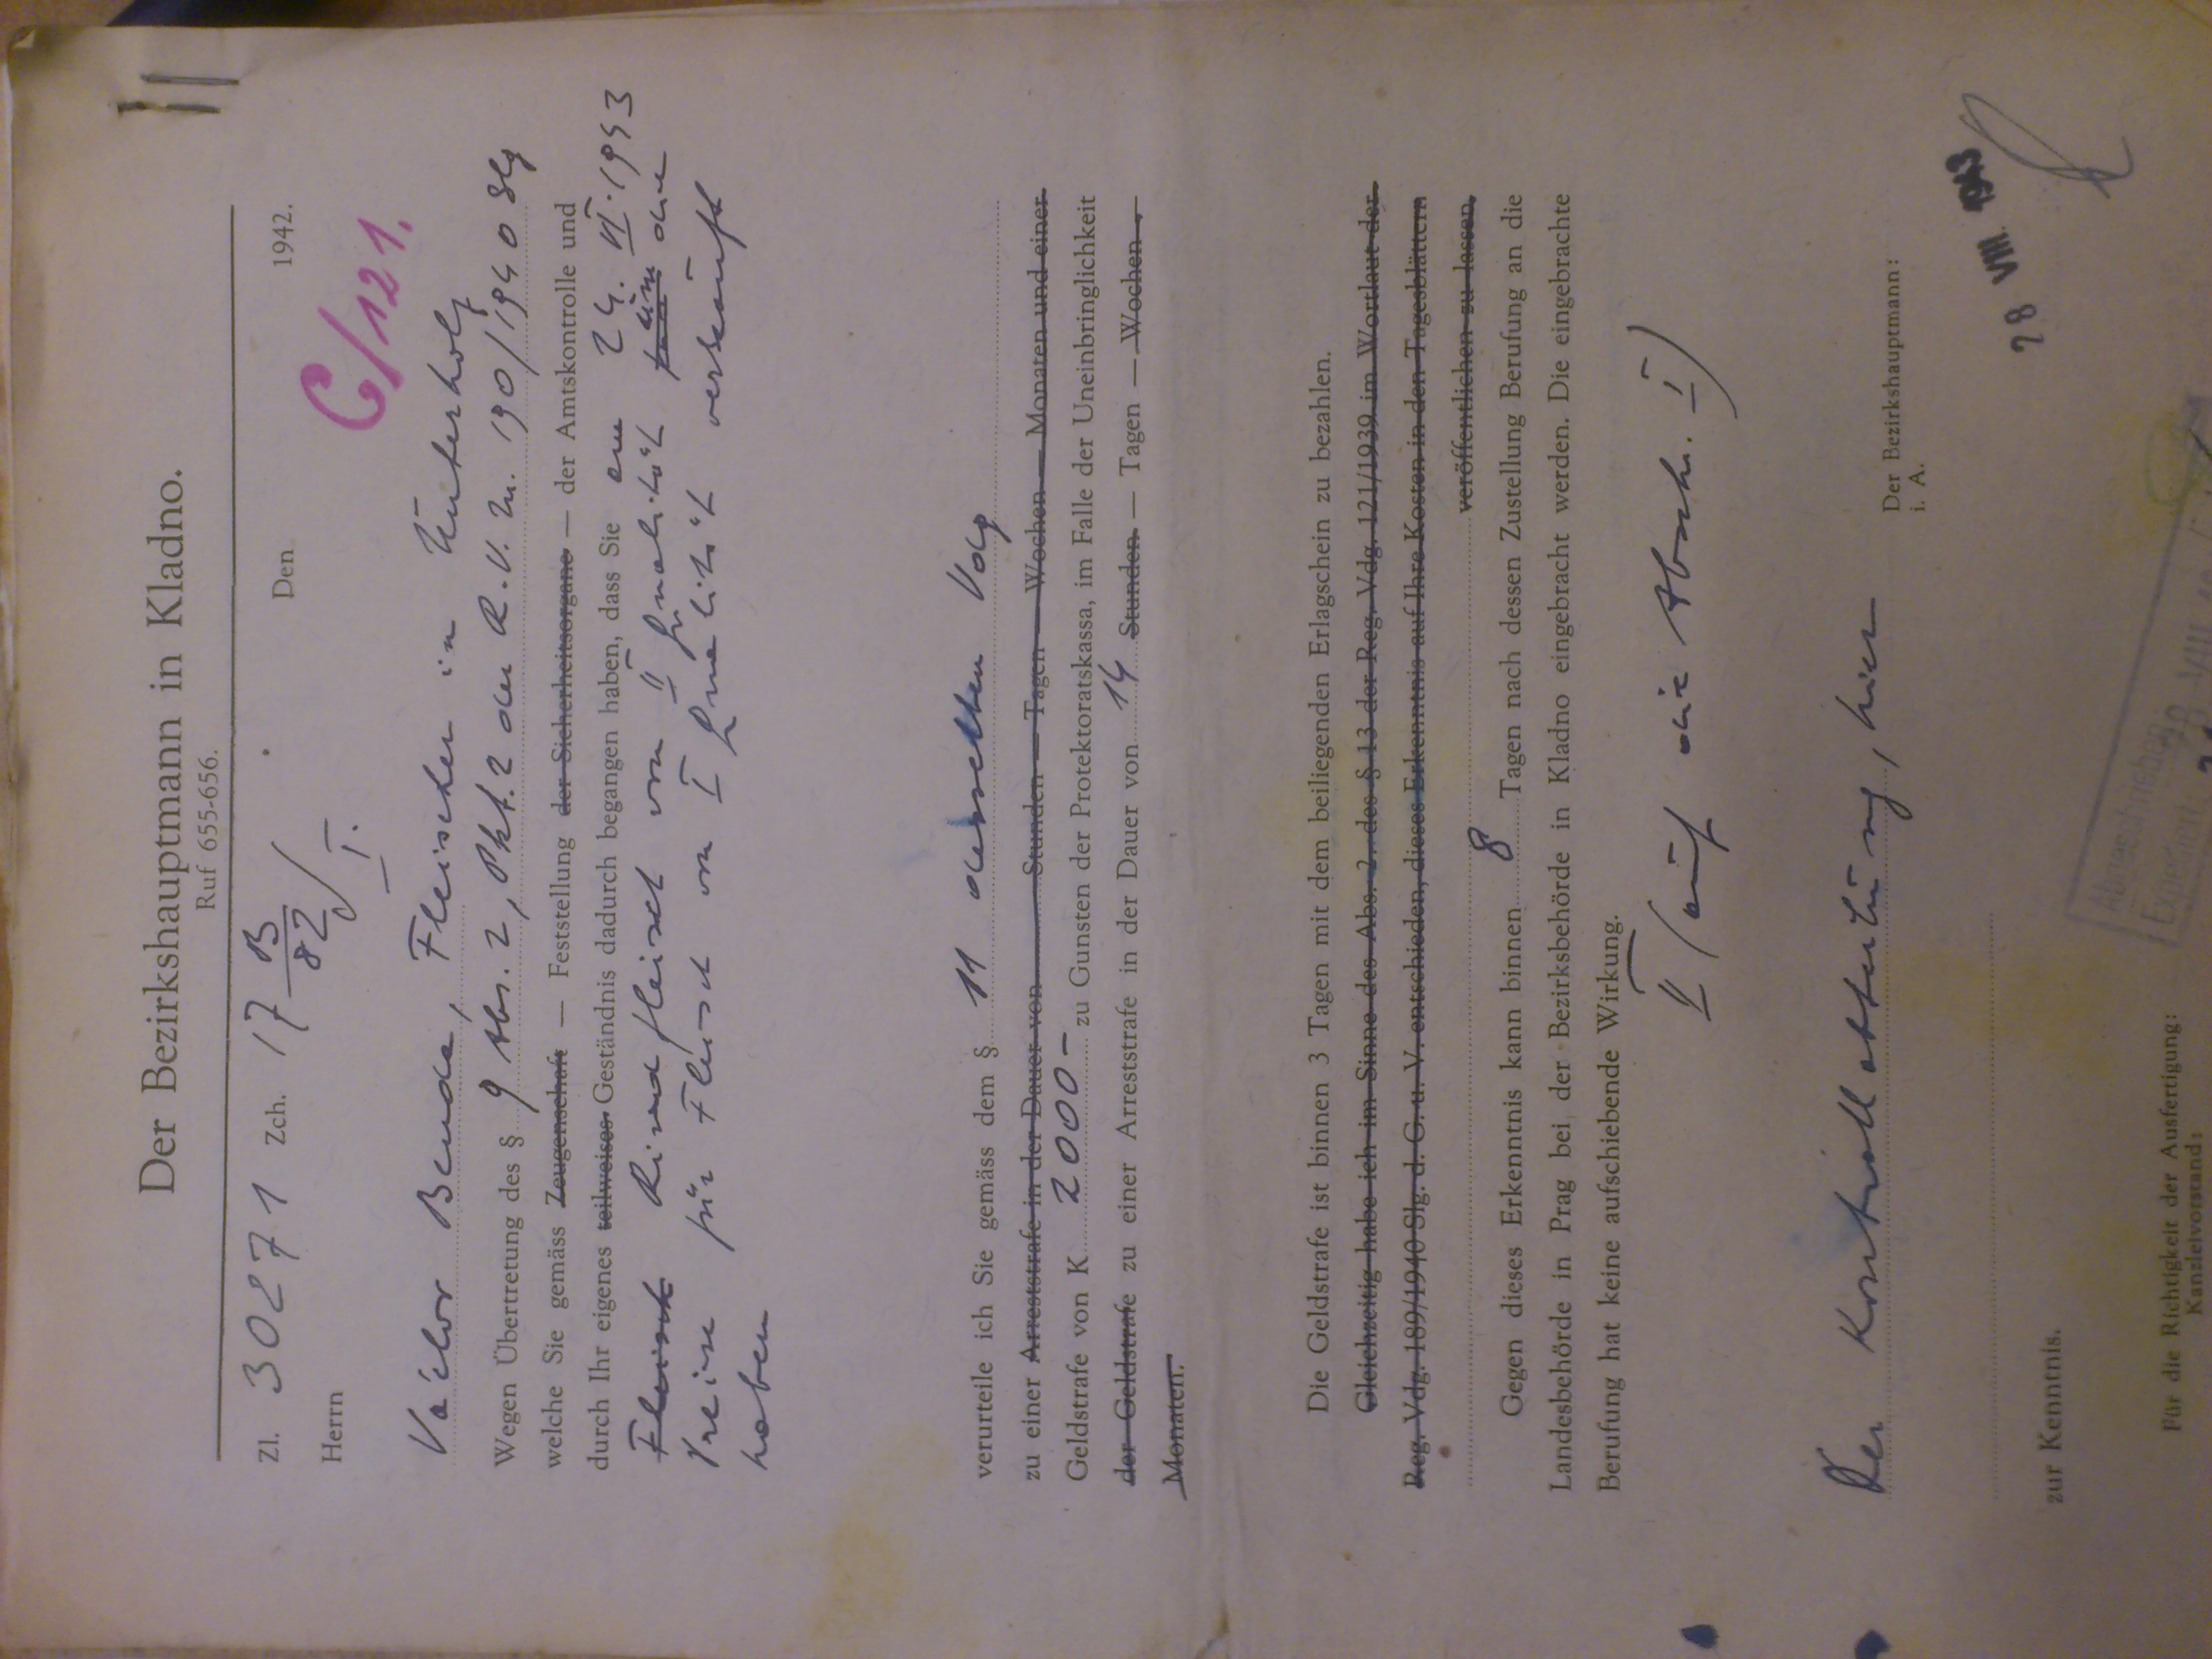 Der Bezirkshauptmann in Kladno.
Ruf 655-656.
Zl. 30271 Zch. 17 B/82/I. Den 1942.
Herrn
C/121.
Václav Benda, Fleischer in Unterholz
Wegen Übertretung des § 9 Abs. 2, Pkt. 2 der R. V. Nr. 190/1940 Slg
welche Sie gemäss Zeugenschaft — Feststellung der Sicherheitsorgane — der Amtskontrolle und
durch Ihr eigenes teilweises Geständnis dadurch begangen haben, dass Sie am 24. VI. 1943
Fleisch Rindfleisch von II Qualität um die
Preise für Fleisch von I Qualität verkauft
haben
verurteile ich Sie gemäss dem § 11 desselben Vdg
zu einer Arreststrafe in der Dauer von Stunden — Tagen — Wochen — Monaten und einer
Geldstrafe von K 2000- zu Gunsten der Protektoratskassa, im Falle der Uneinbringlichkeit
der Geldstrafe zu einer Arreststrafe in der Dauer von 14 Stunden — Tagen — Wochen -
Monaten.
Die Geldstrafe ist binnen 3 Tagen mit dem beiliegenden Erlagschein zu bezahlen.
Gleichzeitig habe ich im Sinne des Abs. 2. des § 13 der Reg. Vdg. 121/1939 im Wortlaut der
Reg. Vdg. 189/1940 Slg. d. G. u. V. entschieden, dieses Erkenntnis auf Ihre Kosten in den Tagesblättern
veröffentlichen zu lassen.
Gegen dieses Erkenntnis kann binnen 8 Tagen nach dessen Zustellung Berufung an die
Landesbehörde in Prag bei der Bezirksbehörde in Kladno eingebracht werden. Die eingebrachte
Berufung hat keine aufschiebende Wirkung.
II (auf die Abschr. I)
Der Kontrollabteilung, hier
Der Bezirkshauptmann:
i. A.
28 VIII. 1943
zur Kenntnis.
Abgeschrieben:
Expediert: 28 VIII
Für die Richtigkeit der Ausfertigung:
Kanzleivorstand: